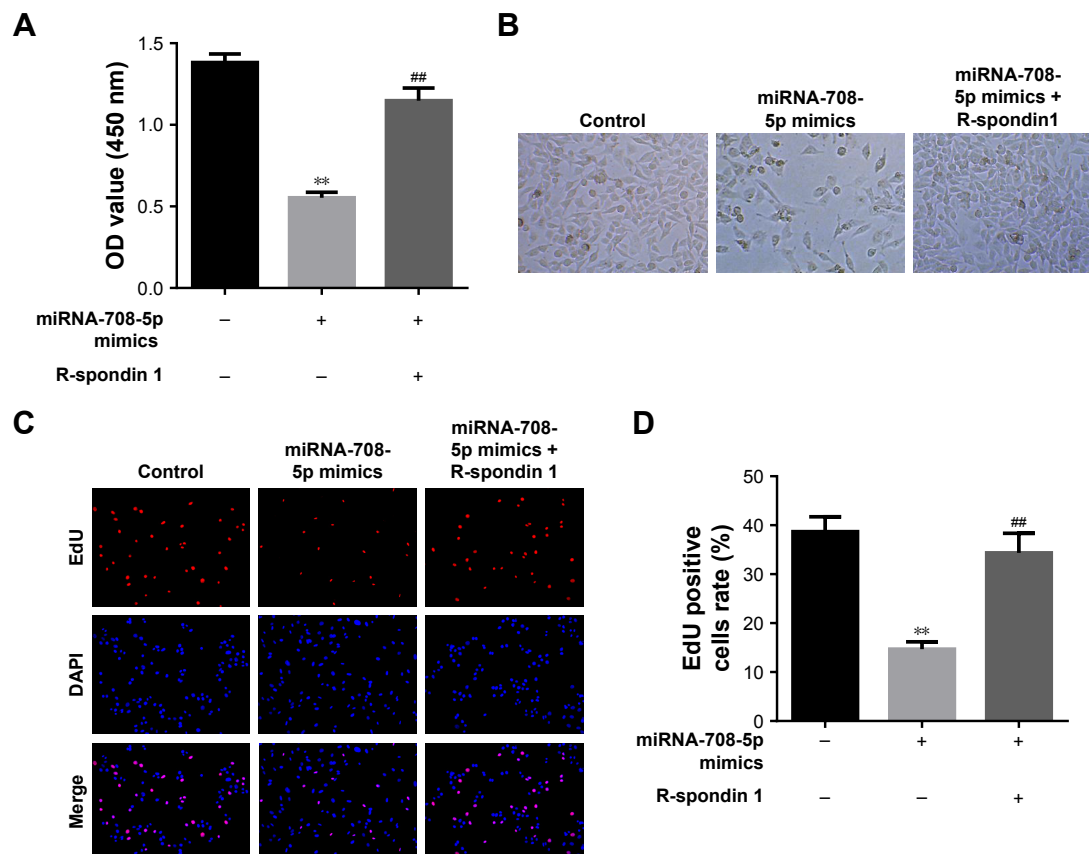 A
OD value (450 nm)
1.5
1.0
0.5
0.0
**
##
miRNA-708-5p
mimics
– + +
R-spondin 1
– – +
B
Control
miRNA-708-
5p mimics
miRNA-708-
5p mimics +
R-spondin1
C
Control
miRNA-708-
5p mimics
miRNA-708-
5p mimics +
R-spondin 1
EdU
DAPI
Merge
D
EdU positive
cells rate (%)
50
40
30
20
10
0
**
##
miRNA-708-5p
mimics
– + +
R-spondin 1
– – +